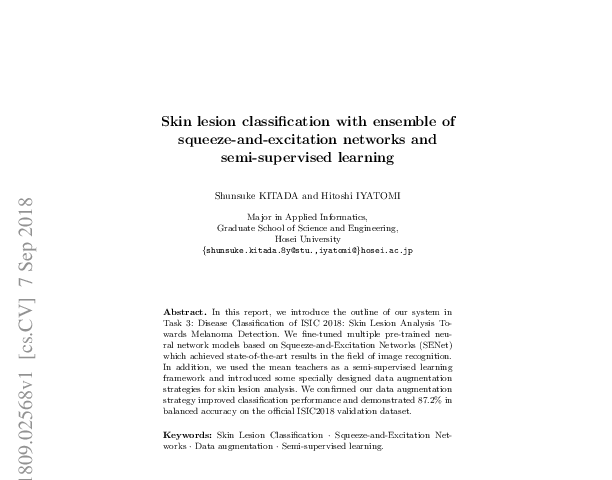 Skin lesion classification with ensemble of
squeeze-and-excitation networks and
semi-supervised learning
Shunsuke KITADA and Hitoshi IYATOMI
Major in Applied Informatics,
Graduate School of Science and Engineering,
Hosei University
{shunsuke.kitada.8y@stu.,iyatomi@}hosei.ac.jp
Abstract. In this report, we introduce the outline of our system in
Task 3: Disease Classification of ISIC 2018: Skin Lesion Analysis To-
wards Melanoma Detection. We fine-tuned multiple pre-trained neu-
ral network models based on Squeeze-and-Excitation Networks (SENet)
which achieved state-of-the-art results in the field of image recognition.
In addition, we used the mean teachers as a semi-supervised learning
framework and introduced some specially designed data augmentation
strategies for skin lesion analysis. We confirmed our data augmentation
strategy improved classification performance and demonstrated 87.2% in
balanced accuracy on the official ISIC2018 validation dataset.
Keywords: Skin Lesion Classification · Squeeze-and-Excitation Net-
works · Data augmentation · Semi-supervised learning.
1809.02568v1 [cs.CV] 7 Sep 2018